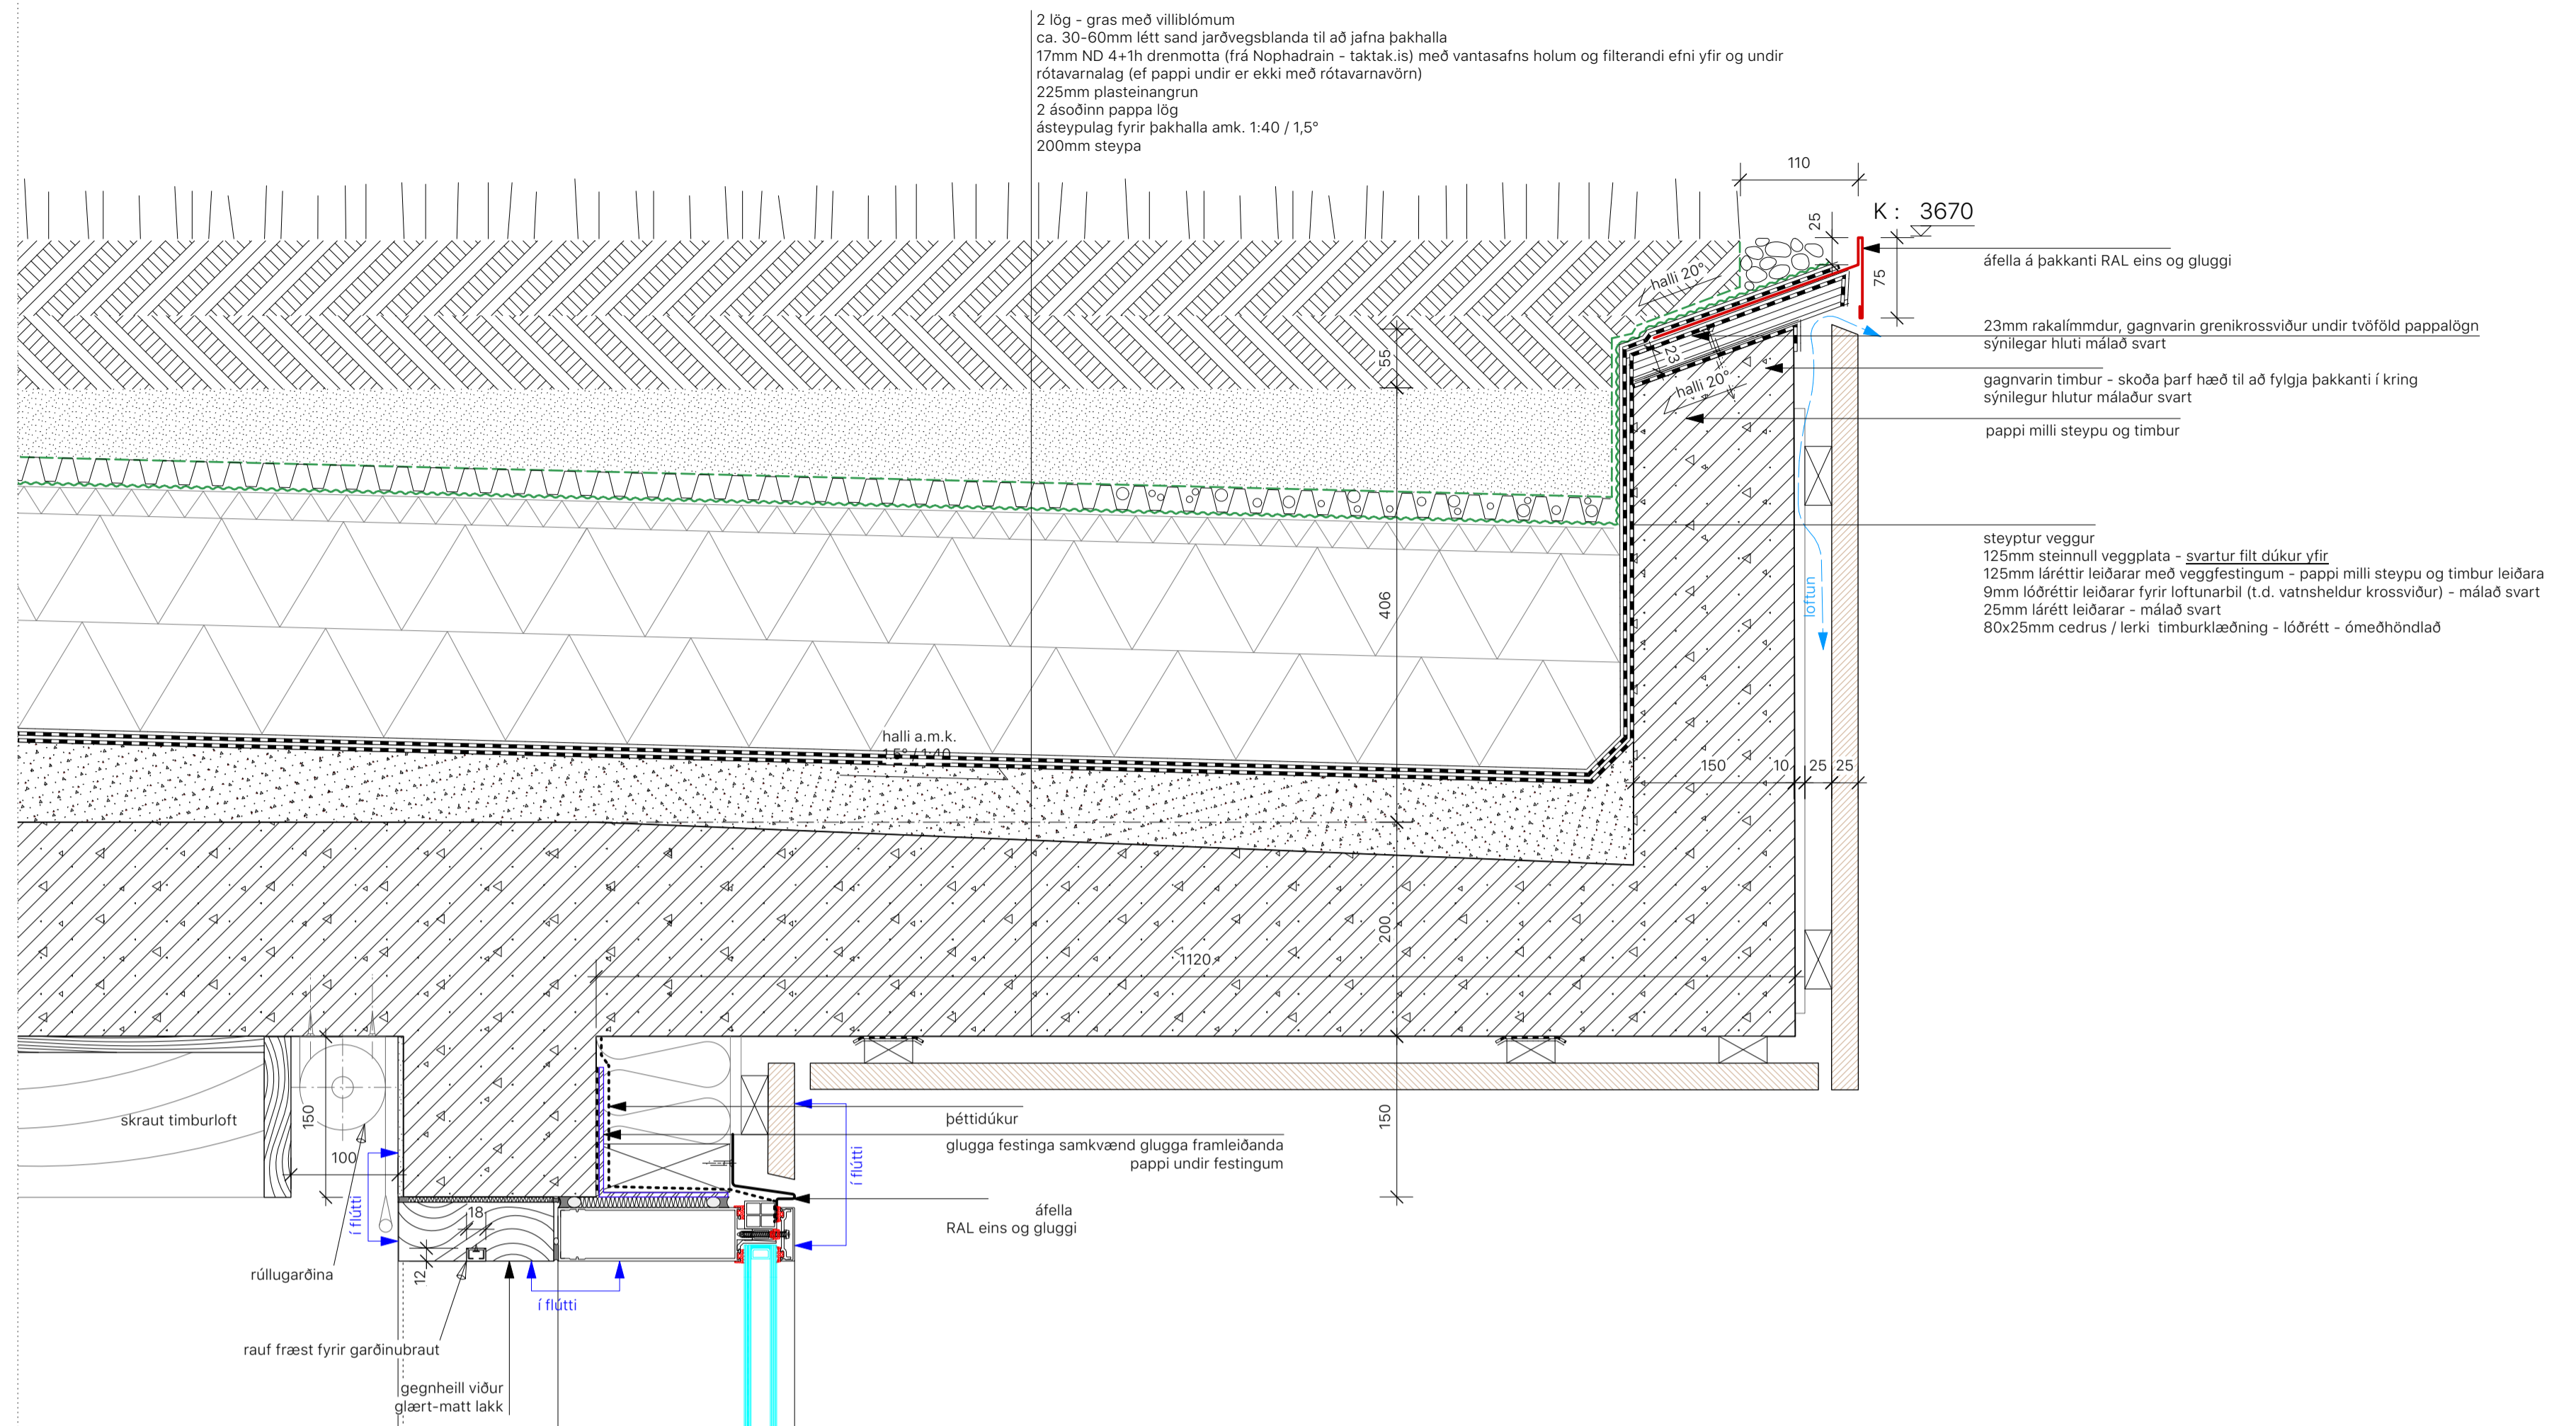 2 lög - gras með villiblómum
ca. 30-60mm létt sand jarðvegsblanda til að jafna þakhalla
17mm ND 4+1h drenmotta (frá Nophadrain - taktak.is) með vantasafns holum og filterandi efni yfir og undir
rótavarnalag (ef pappi undir er ekki með rótavarnavörn)
225mm plasteinangrun
2 ásoðinn pappa lög
ásteypulag fyrir þakhalla amk. 1:40 / 1,5°
200mm steypa
110
K : 3670
25
75
áfella á þakkanti RAL eins og gluggi
halli 20°
23mm rakalímmdur, gagnvarin grenikrossviður undir tvöföld pappalögn
sýnilegar hluti málað svart
55
23
halli 20°
gagnvarin timbur - skoða þarf hæð til að fylgja þakkanti í kring
sýnilegur hlutur málaður svart
pappi milli steypu og timbur
steyptur veggur
125mm steinnull veggplata - svartur filt dúkur yfir
125mm láréttir leiðarar með veggfestingum - pappi milli steypu og timbur leiðara
9mm lóðréttir leiðarar fyrir loftunarbil (t.d. vatnsheldur krossviður) - málað svart
25mm lárétt leiðarar - málað svart
80x25mm cedrus / lerki timburklæðning - lóðrétt - ómeðhöndlað
loftun
406
halli a.m.k.
1,5° / 1:40
150
10
25
25
200
1120
150
skraut timburloft
150
100
þéttidúkur
glugga festinga samkvænd glugga framleiðanda
pappi undir festingum
í flútti
í flútti
áfella
RAL eins og gluggi
18
12
rúllugarðina
í flútti
rauf fræst fyrir garðinubraut
gegnheill viður
glært-matt lakk